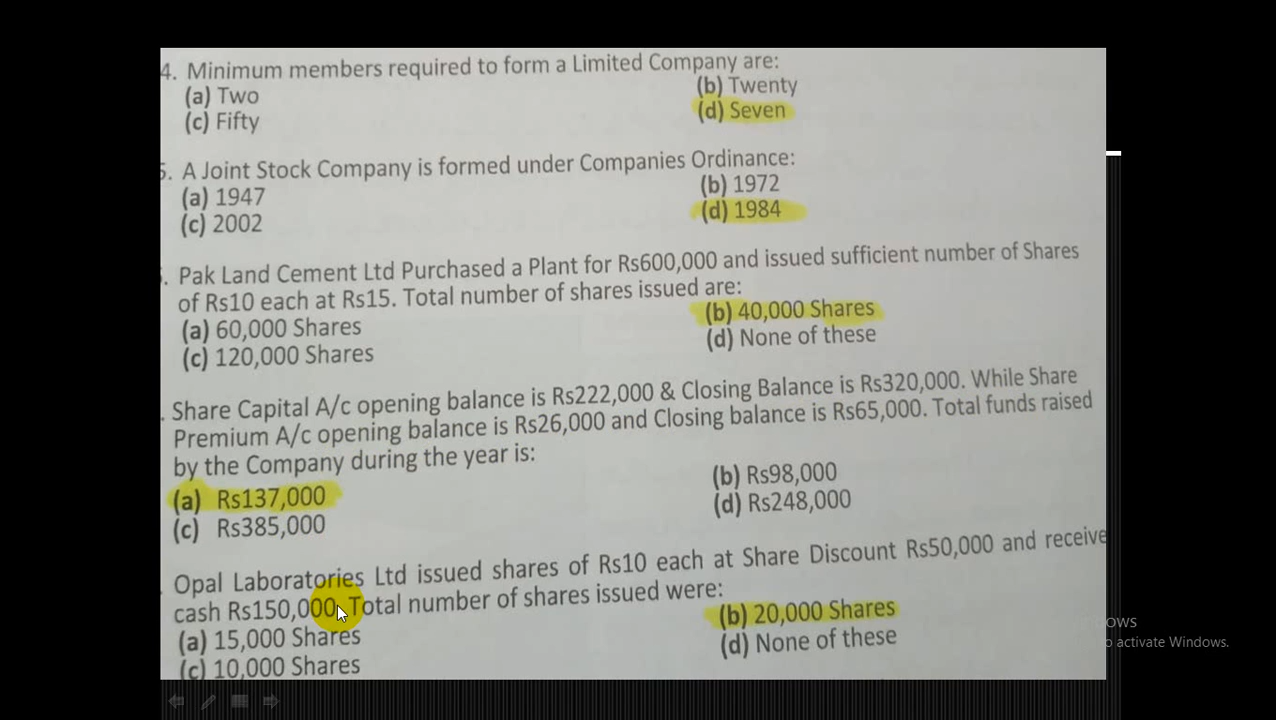 4. Minimum members required to form a Limited Company are:
(a) Two
(b) Twenty
(c) Fifty
(d) Seven
5. A Joint Stock Company is formed under Companies Ordinance:
(a) 1947
(b) 1972
(c) 2002
(d) 1984
. Pak Land Cement Ltd Purchased a Plant for Rs600,000 and issued sufficient number of Shares
of Rs10 each at Rs15. Total number of shares issued are:
(a) 60,000 Shares
(b) 40,000 Shares
(c) 120,000 Shares
(d) None of these
. Share Capital A/c opening balance is Rs222,000 & Closing Balance is Rs320,000. While Share
Premium A/c opening balance is Rs26,000 and Closing balance is Rs65,000. Total funds raised
by the Company during the year is:
(a) Rs137,000
(b) Rs98,000
(c) Rs385,000
(d) Rs248,000
. Opal Laboratories Ltd issued shares of Rs10 each at Share Discount Rs50,000 and receive
cash Rs150,000. Total number of shares issued were:
(a) 15,000 Shares
(b) 20,000 Shares
(c) 10,000 Shares
(d) None of these
ows
o activate Windows.